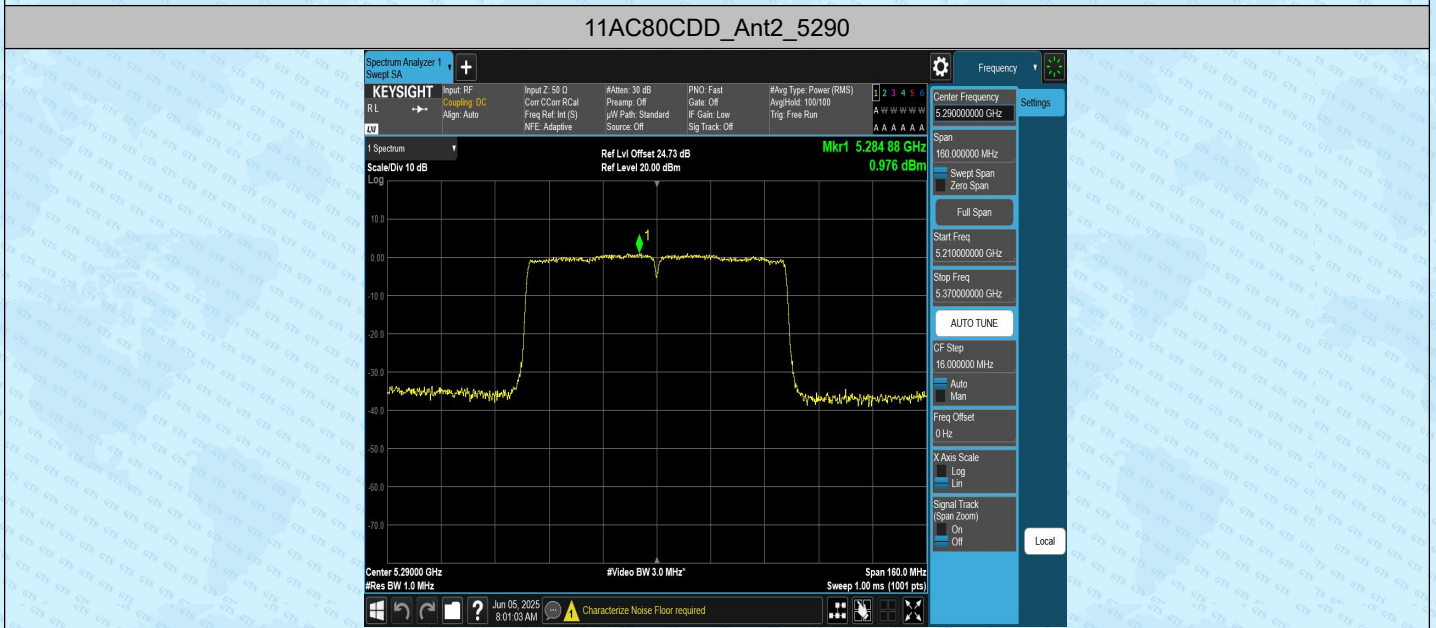 11AC80CDD_Ant2_5290
Spectrum Analyzer 1
Swept SA
Frequency
KEYSIGHT
RL
LXI
Input: RF
Coupling: DC
Align: Auto
Input Z: 50 Ω
Corr CCorr RCal
Freq Ref: Int (S)
NFE: Adaptive
#Atten: 30 dB
Preamp: Off
µW Path: Standard
Source: Off
PNO: Fast
Gate: Off
IF Gain: Low
Sig Track: Off
#Avg Type: Power (RMS)
Avg|Hold: 100/100
Trig: Free Run
1 2 3 4 5 6
A W W W W W
A A A A A A
1 Spectrum
Scale/Div 10 dB
Log
Ref Lvl Offset 24.73 dB
Ref Level 20.00 dBm
Mkr1 5.284 88 GHz
0.976 dBm
1
10.0
0.00
-10.0
-20.0
-30.0
-40.0
-50.0
-60.0
-70.0
Center 5.29000 GHz
#Res BW 1.0 MHz
#Video BW 3.0 MHz*
Span 160.0 MHz
Sweep 1.00 ms (1001 pts)
Center Frequency
5.290000000 GHz
Settings
Span
160.000000 MHz
Swept Span
Zero Span
Full Span
Start Freq
5.210000000 GHz
Stop Freq
5.370000000 GHz
AUTO TUNE
CF Step
16.000000 MHz
Auto
Man
Freq Offset
0 Hz
X Axis Scale
Log
Lin
Signal Track
(Span Zoom)
On
Off
Local
Jun 05, 2025
8:01:03 AM
Characterize Noise Floor required